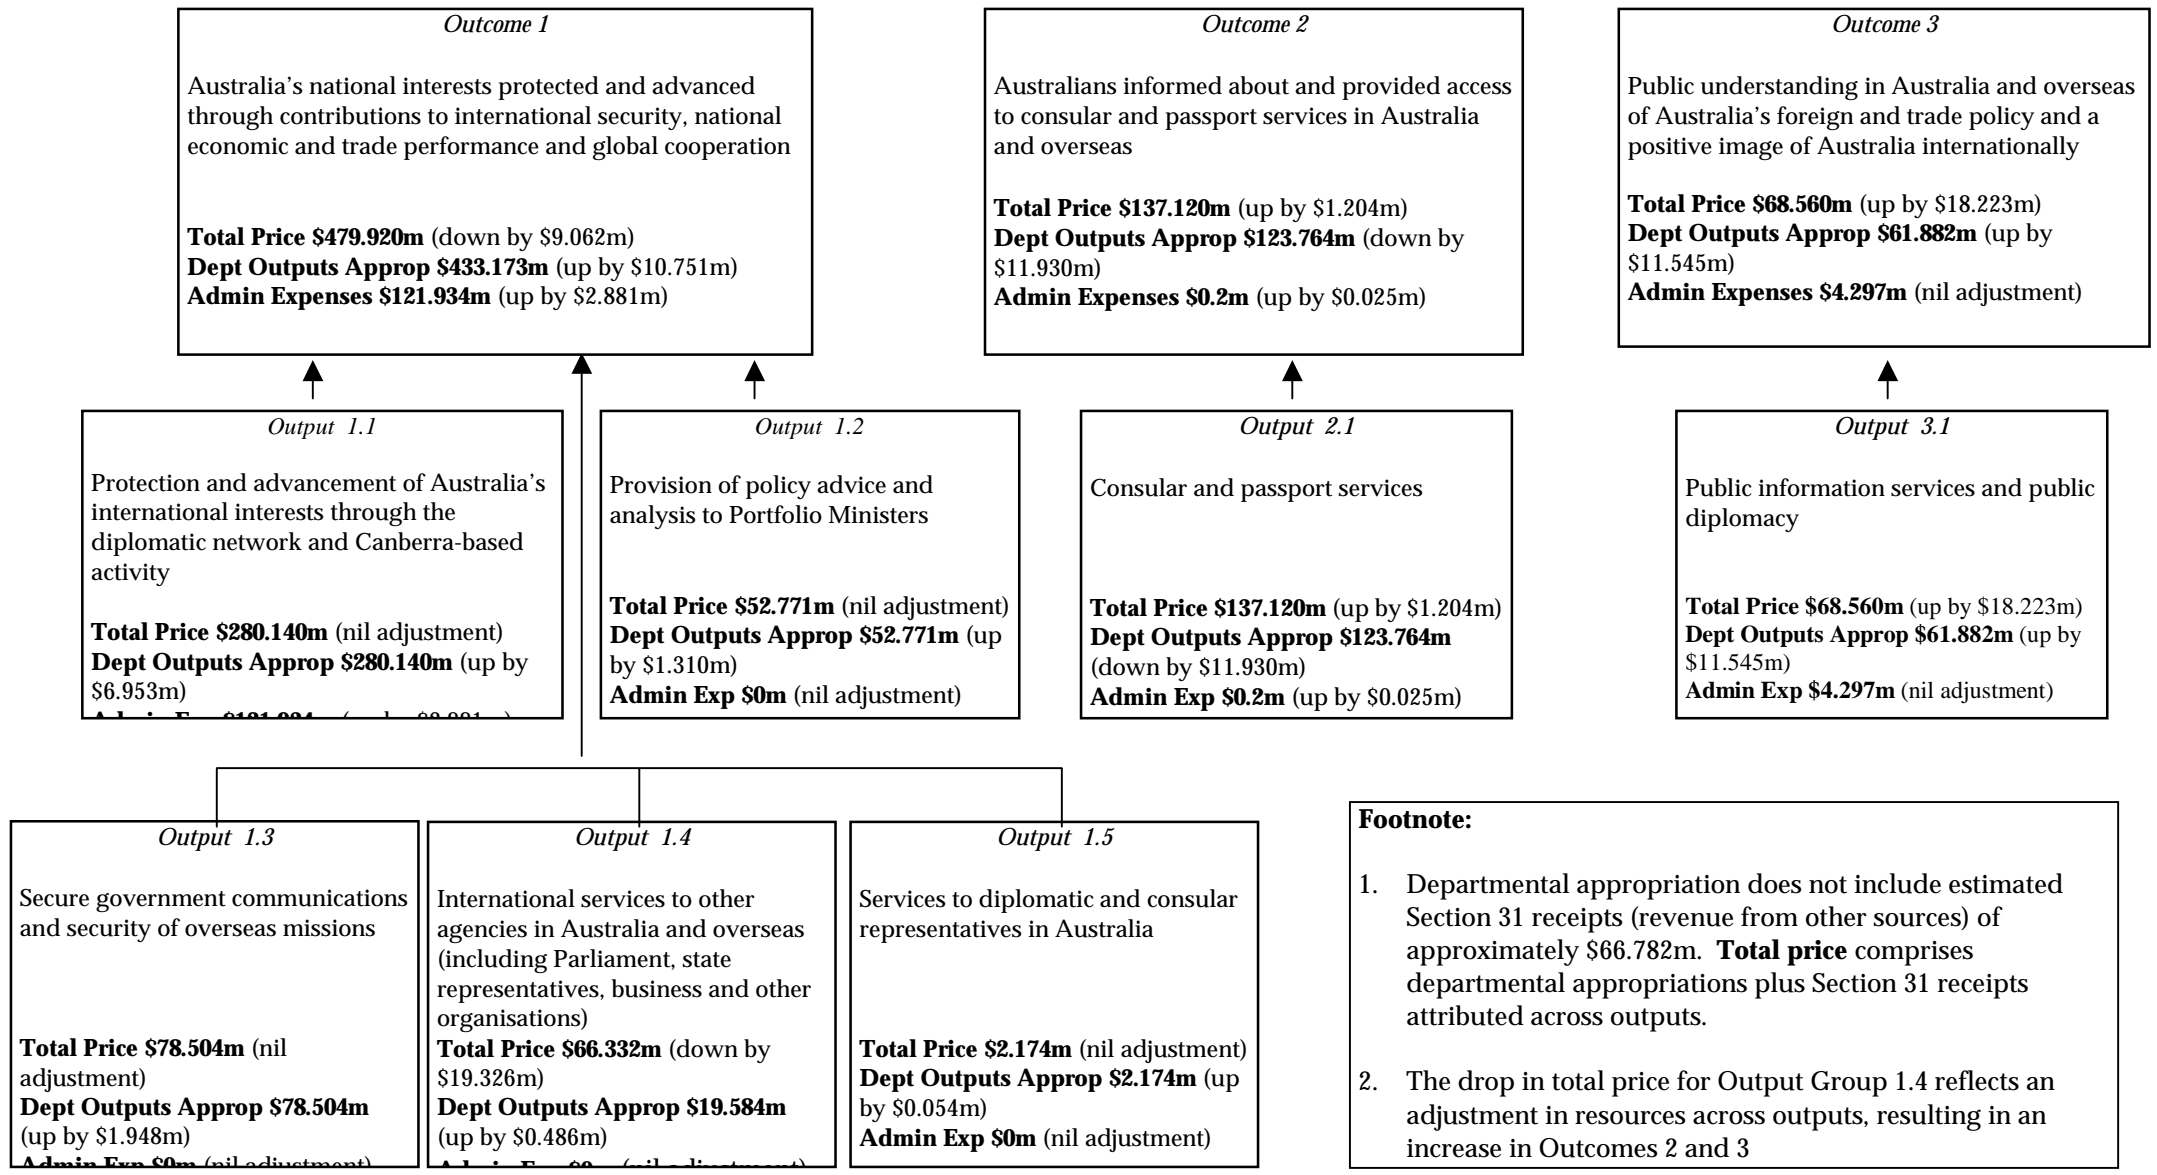 Outcome 1
Australia’s national interests protected and advanced
through contributions to international security, national
economic and trade performance and global cooperation
Total Price $479.920m (down by $9.062m)
Dept Outputs Approp $433.173m (up by $10.751m)
Admin Expenses $121.934m (up by $2.881m)
Outcome 2
Australians informed about and provided access
to consular and passport services in Australia
and overseas
Total Price $137.120m (up by $1.204m)
Dept Outputs Approp $123.764m (down by
$11.930m)
Admin Expenses $0.2m (up by $0.025m)
Outcome 3
Public understanding in Australia and overseas
of Australia’s foreign and trade policy and a
positive image of Australia internationally
Total Price $68.560m (up by $18.223m)
Dept Outputs Approp $61.882m (up by
$11.545m)
Admin Expenses $4.297m (nil adjustment)
Output 1.1
Protection and advancement of Australia’s
international interests through the
diplomatic network and Canberra-based
activity
Total Price $280.140m (nil adjustment)
Dept Outputs Approp $280.140m (up by
$6.953m)
Admin Exp $121.934m (up by $2.881m)
Output 1.2
Provision of policy advice and
analysis to Portfolio Ministers
Total Price $52.771m (nil adjustment)
Dept Outputs Approp $52.771m (up
by $1.310m)
Admin Exp $0m (nil adjustment)
Output 2.1
Consular and passport services
Total Price $137.120m (up by $1.204m)
Dept Outputs Approp $123.764m
(down by $11.930m)
Admin Exp $0.2m (up by $0.025m)
Output 3.1
Public information services and public
diplomacy
Total Price $68.560m (up by $18.223m)
Dept Outputs Approp $61.882m (up by
$11.545m)
Admin Exp $4.297m (nil adjustment)
Output 1.3
Secure government communications
and security of overseas missions
Total Price $78.504m (nil
adjustment)
Dept Outputs Approp $78.504m
(up by $1.948m)
Admin Exp $0m (nil adjustment)
Output 1.4
International services to other
agencies in Australia and overseas
(including Parliament, state
representatives, business and other
organisations)
Total Price $66.332m (down by
$19.326m)
Dept Outputs Approp $19.584m
(up by $0.486m)
Admin Exp $0m (nil adjustment)
Output 1.5
Services to diplomatic and consular
representatives in Australia
Total Price $2.174m (nil adjustment)
Dept Outputs Approp $2.174m (up
by $0.054m)
Admin Exp $0m (nil adjustment)
Footnote:
1. Departmental appropriation does not include estimated
Section 31 receipts (revenue from other sources) of
approximately $66.782m. Total price comprises
departmental appropriations plus Section 31 receipts
attributed across outputs.
2. The drop in total price for Output Group 1.4 reflects an
adjustment in resources across outputs, resulting in an
increase in Outcomes 2 and 3